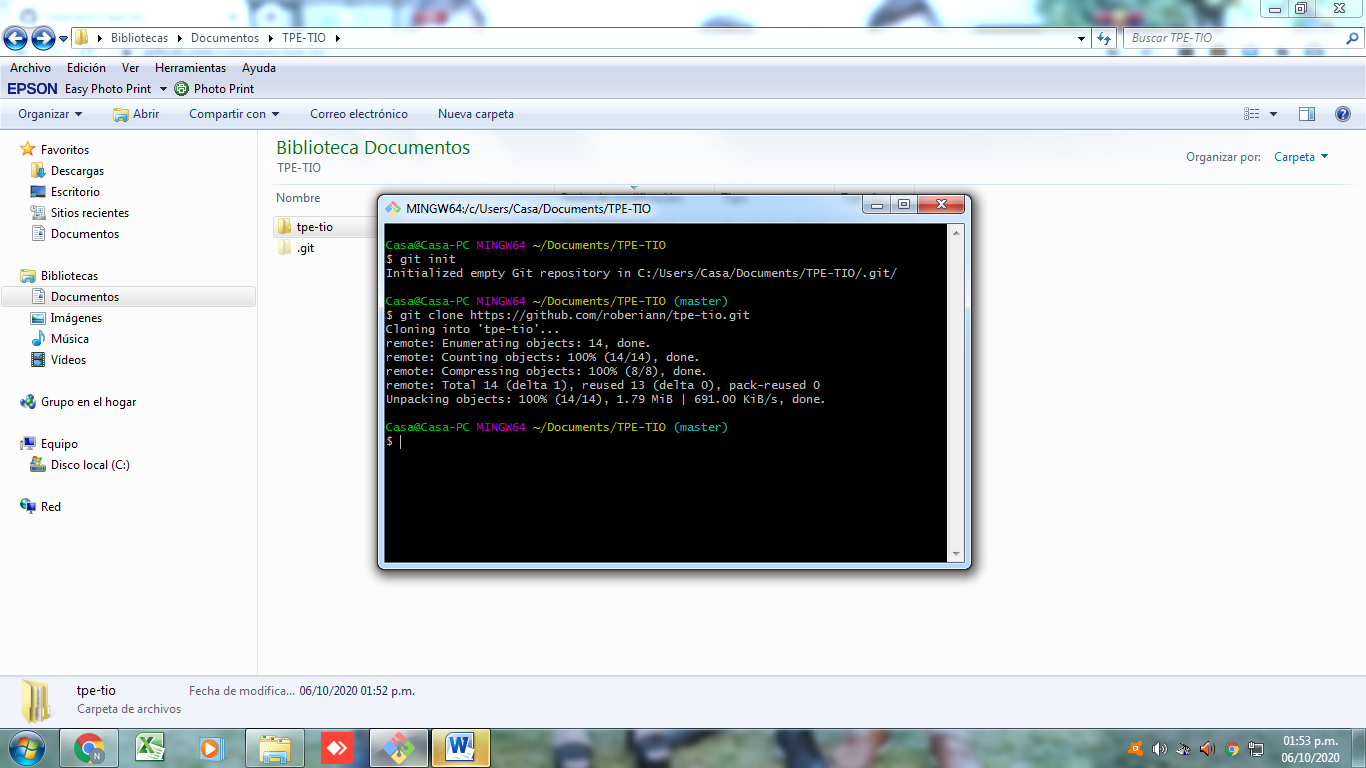 Bibliotecas Documentos TPE-TIO
Buscar TPE-TIO
Archivo Edición Ver Herramientas Ayuda
EPSON Easy Photo Print Photo Print
Organizar Abrir Compartir con Correo electrónico Nueva carpeta
Favoritos
Descargas
Escritorio
Sitios recientes
Documentos
Bibliotecas
Documentos
Imágenes
Música
Vídeos
Grupo en el hogar
Equipo
Disco local (C:)
Red
Biblioteca Documentos
TPE-TIO
Organizar por: Carpeta
Nombre
tpe-tio
.git
MINGW64:/c/Users/Casa/Documents/TPE-TIO
Casa@Casa-PC MINGW64 ~/Documents/TPE-TIO
$ git init
Initialized empty Git repository in C:/Users/Casa/Documents/TPE-TIO/.git/
Casa@Casa-PC MINGW64 ~/Documents/TPE-TIO (master)
$ git clone https://github.com/roberiann/tpe-tio.git
Cloning into 'tpe-tio'...
remote: Enumerating objects: 14, done.
remote: Counting objects: 100% (14/14), done.
remote: Compressing objects: 100% (8/8), done.
remote: Total 14 (delta 1), reused 13 (delta 0), pack-reused 0
Unpacking objects: 100% (14/14), 1.79 MiB | 691.00 KiB/s, done.
Casa@Casa-PC MINGW64 ~/Documents/TPE-TIO (master)
$
tpe-tio Fecha de modifica... 06/10/2020 01:52 p.m.
Carpeta de archivos
01:53 p.m.
06/10/2020